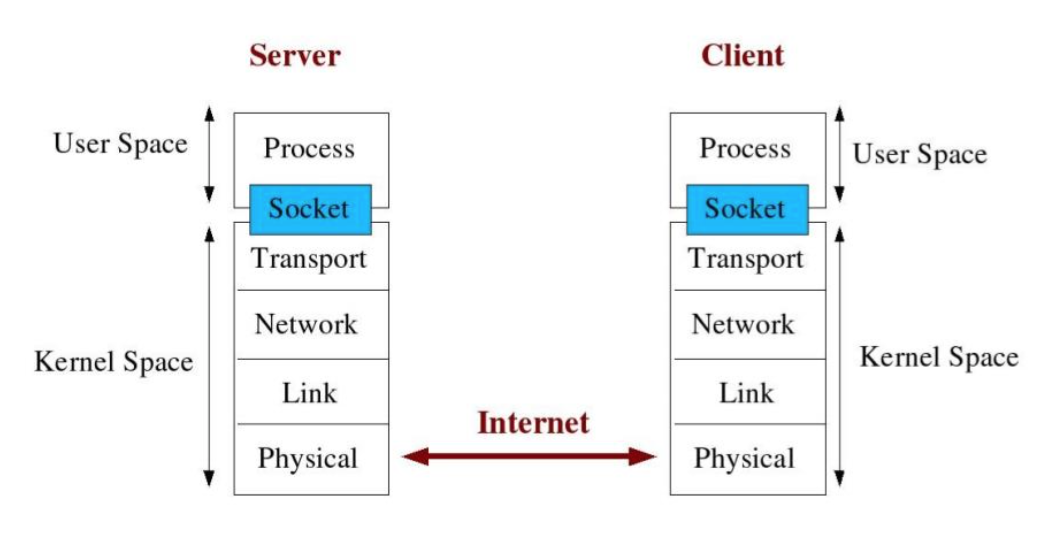 Server
Client
User Space
Process
Process
User Space
Socket
Socket
Transport
Transport
Network
Network
Kernel Space
Kernel Space
Link
Link
Internet
Physical
Physical